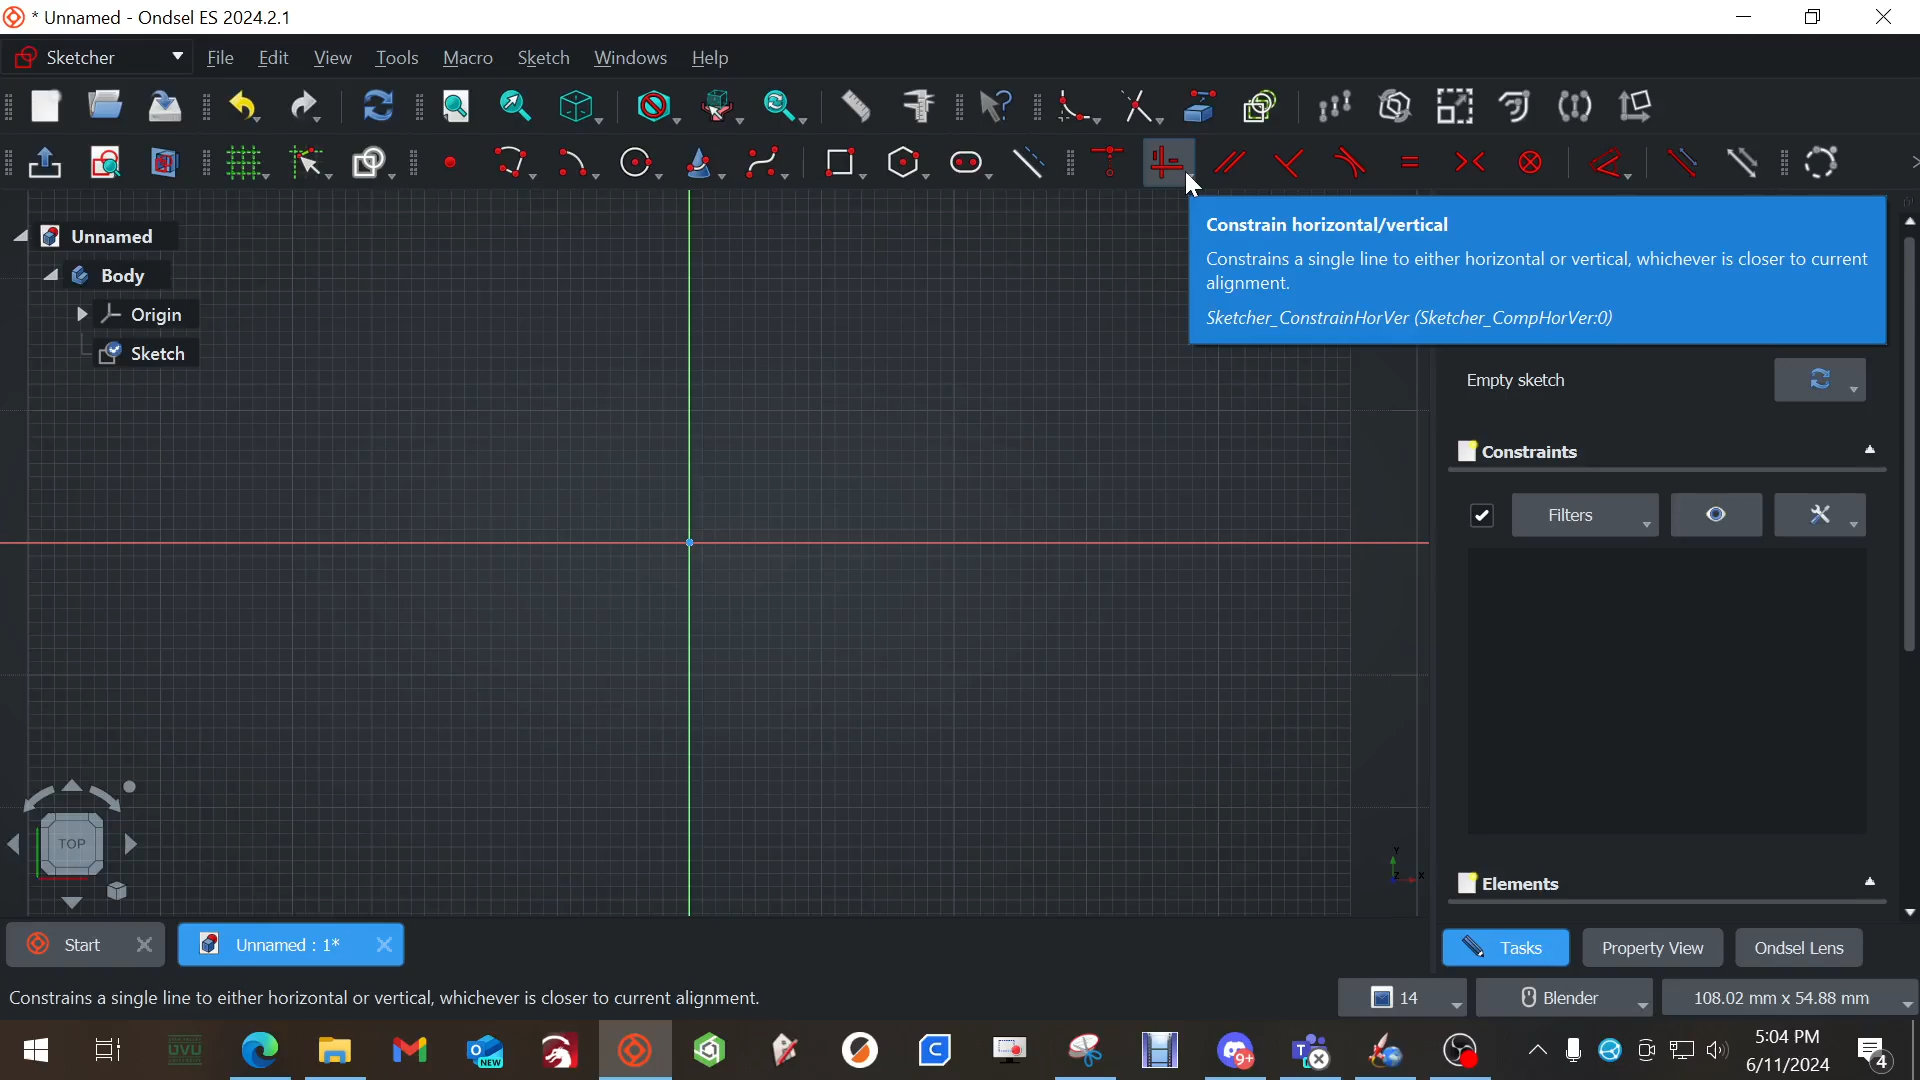 * Unnamed - Ondsel ES 2024.2.1
Sketcher File Edit View Tools Macro Sketch Windows Help
Unnamed
Body
Origin
Sketch
Constrain horizontal/vertical
Constrains a single line to either horizontal or vertical, whichever is closer to current
alignment.
Sketcher_ConstrainHorVer (Sketcher_CompHorVer:0)
Empty sketch
Constraints
Filters
Elements
TOP
Y
Z X
Start
Unnamed : 1*
Tasks Property View Ondsel Lens
Constrains a single line to either horizontal or vertical, whichever is closer to current alignment.
14 Blender 108.02 mm x 54.88 mm
UVU
NEW
9+
5:04 PM
6/11/2024
4